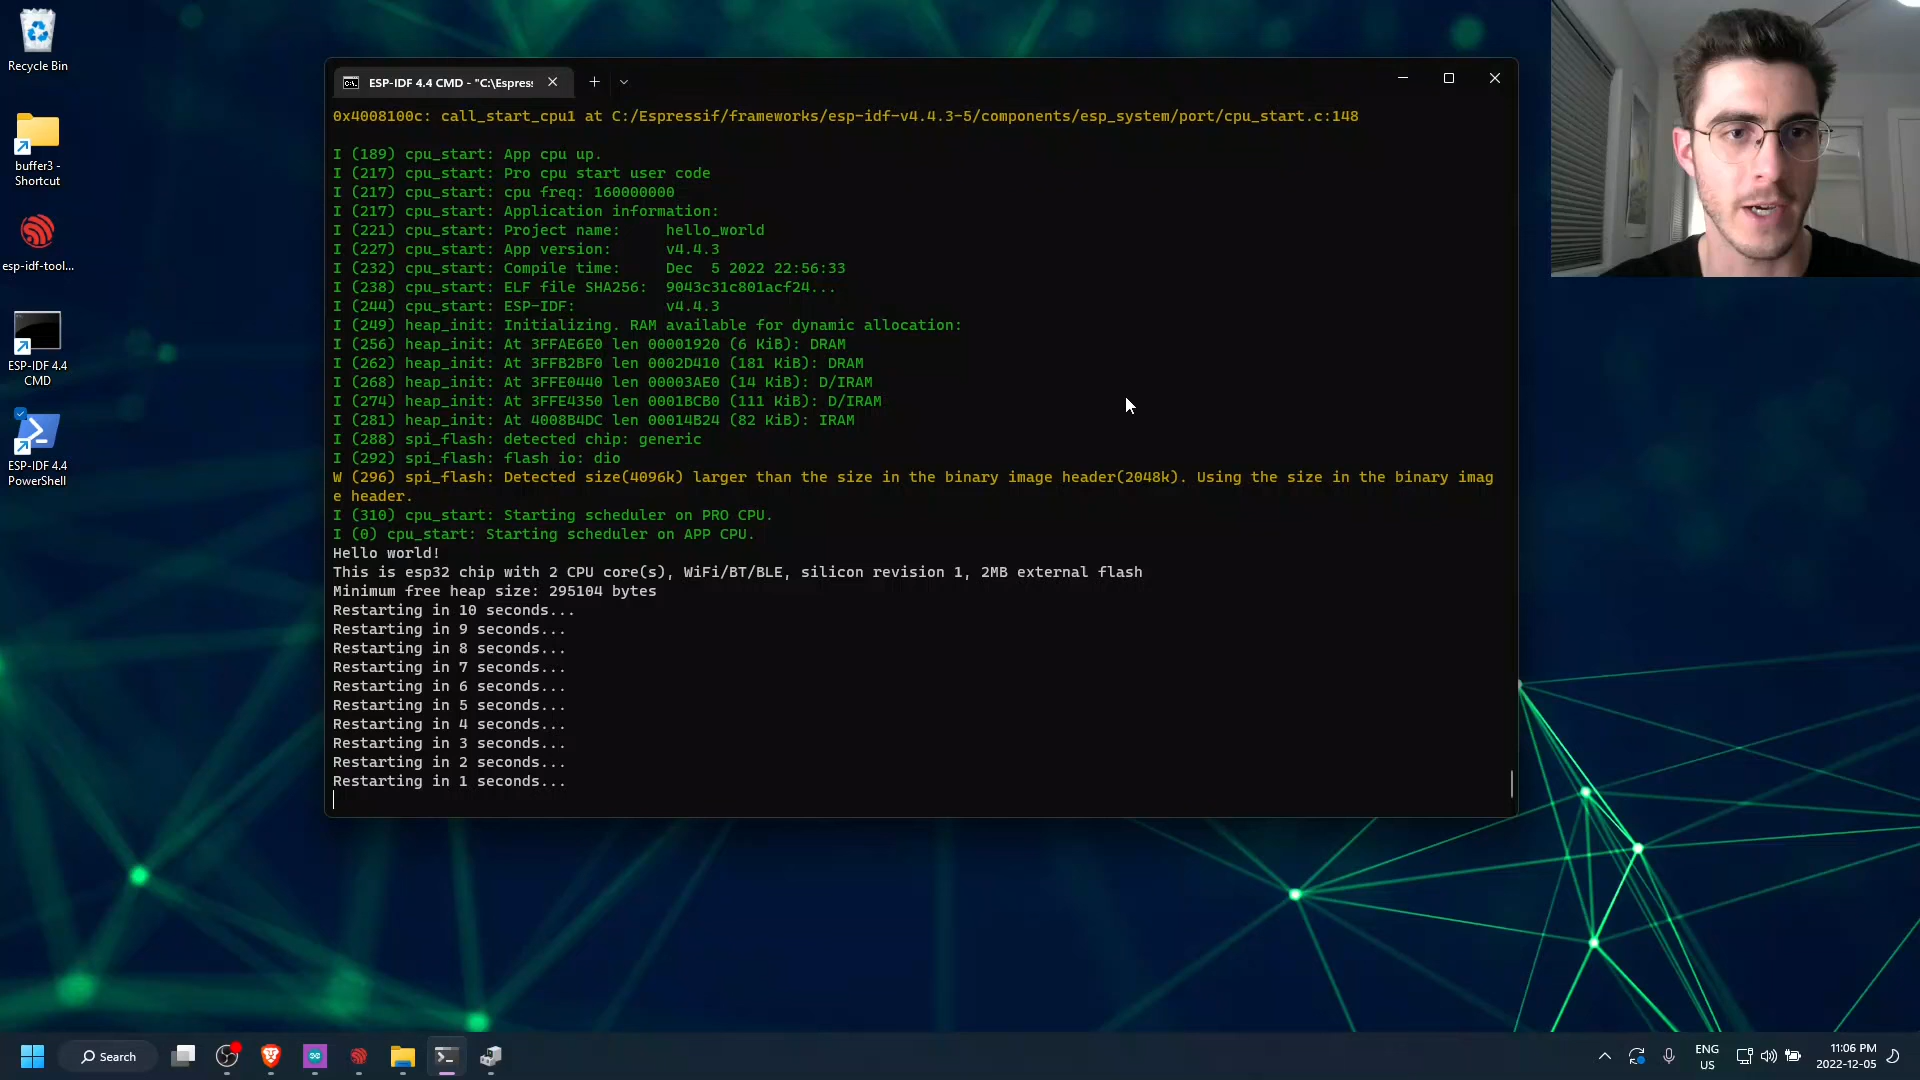 Recycle Bin
buffer3 -
Shortcut
esp-idf-tool...
ESP-IDF 4.4
CMD
ESP-IDF 4.4
PowerShell
ESP-IDF 4.4 CMD - "C:\Espres:
0x4008100c: call_start_cpu1 at C:/Espressif/frameworks/esp-idf-v4.4.3-5/components/esp_system/port/cpu_start.c:148
I (189) cpu_start: App cpu up.
I (217) cpu_start: Pro cpu start user code
I (217) cpu_start: cpu freq: 160000000
I (217) cpu_start: Application information:
I (221) cpu_start: Project name:     hello_world
I (227) cpu_start: App version:      v4.4.3
I (232) cpu_start: Compile time:     Dec  5 2022 22:56:33
I (238) cpu_start: ELF file SHA256:  9043c31c801acf24...
I (244) cpu_start: ESP-IDF:          v4.4.3
I (249) heap_init: Initializing. RAM available for dynamic allocation:
I (256) heap_init: At 3FFAE6E0 len 00001920 (6 KiB): DRAM
I (262) heap_init: At 3FFB2BF0 len 0002D410 (181 KiB): DRAM
I (268) heap_init: At 3FFE0440 len 00003AE0 (14 KiB): D/IRAM
I (274) heap_init: At 3FFE4350 len 0001BCB0 (111 KiB): D/IRAM
I (281) heap_init: At 4008B4DC len 00014B24 (82 KiB): IRAM
I (288) spi_flash: detected chip: generic
I (292) spi_flash: flash io: dio
W (296) spi_flash: Detected size(4096k) larger than the size in the binary image header(2048k). Using the size in the binary imag
e header.
I (310) cpu_start: Starting scheduler on PRO CPU.
I (0) cpu_start: Starting scheduler on APP CPU.
Hello world!
This is esp32 chip with 2 CPU core(s), WiFi/BT/BLE, silicon revision 1, 2MB external flash
Minimum free heap size: 295104 bytes
Restarting in 10 seconds...
Restarting in 9 seconds...
Restarting in 8 seconds...
Restarting in 7 seconds...
Restarting in 6 seconds...
Restarting in 5 seconds...
Restarting in 4 seconds...
Restarting in 3 seconds...
Restarting in 2 seconds...
Restarting in 1 seconds...
Search
ENG
US
11:06 PM
2022-12-05